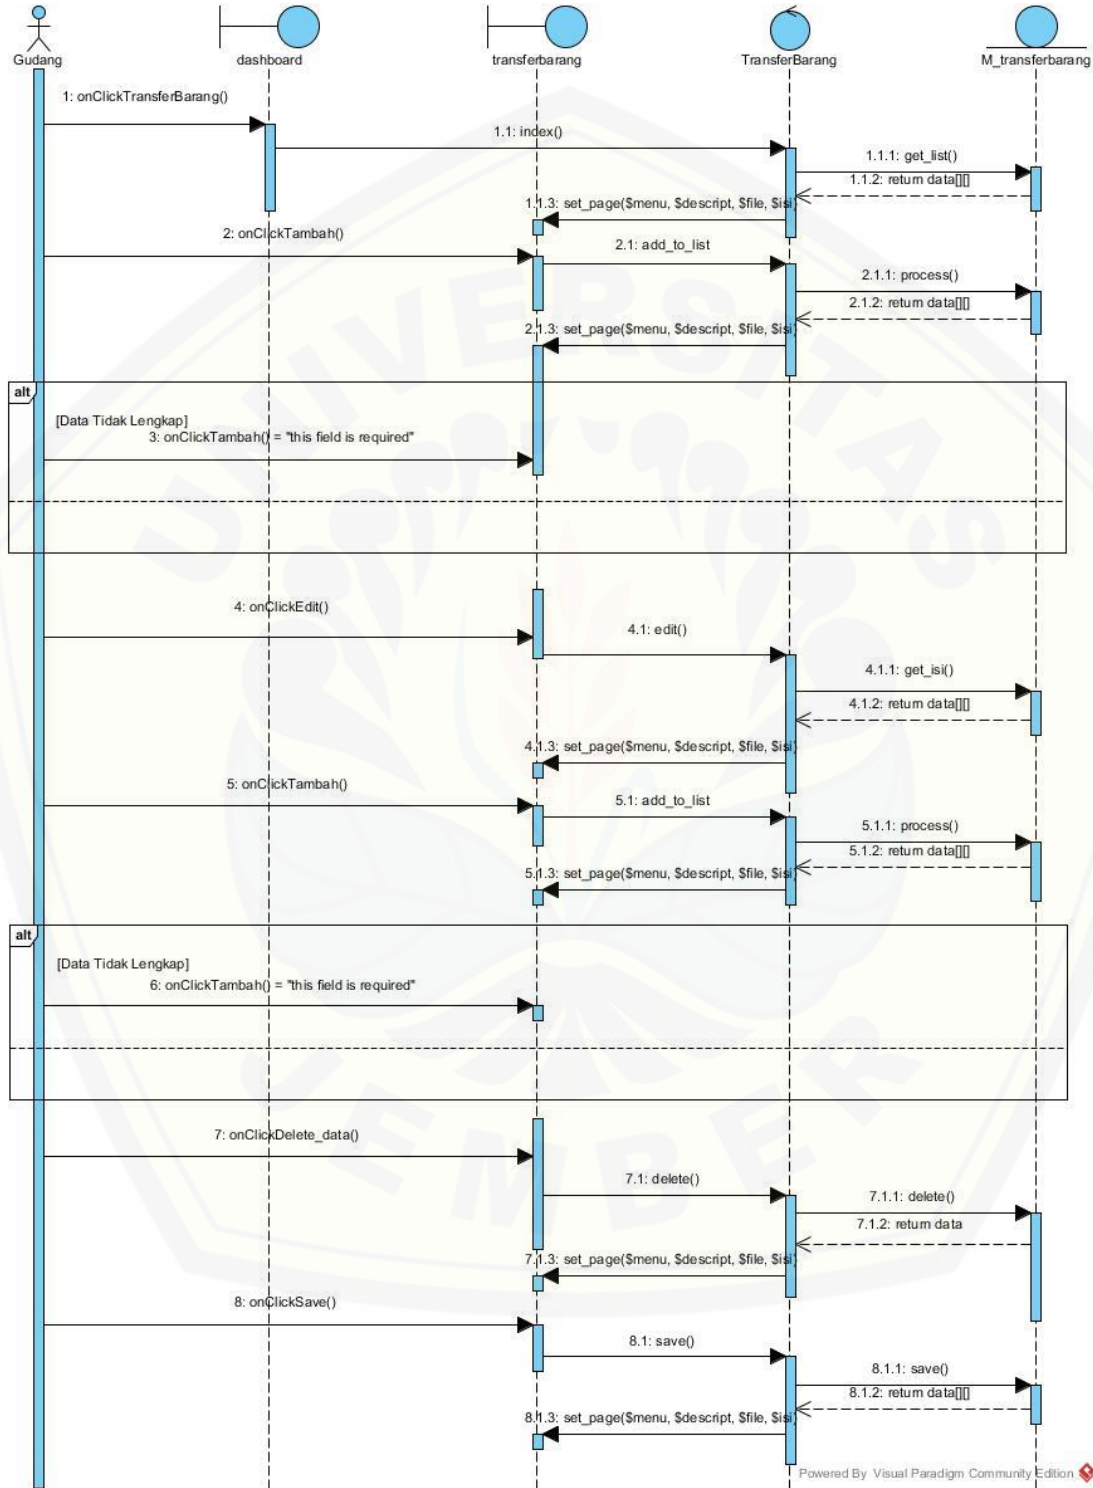 Gudang
dashboard
transferbarang
TransferBarang
M_transferbarang
1: onClickTransferBarang()
1.1: index()
1.1.1: get_list()
1.1.2: return data[][]
1.1.3: set_page($menu, $descript, $file, $isi)
2: onClickTambah()
2.1: add_to_list
2.1.1: process()
2.1.2: return data[][]
2.1.3: set_page($menu, $descript, $file, $isi)
alt
[Data Tidak Lengkap]
3: onClickTambah() = "this field is required"
4: onClickEdit()
4.1: edit()
4.1.1: get_isi()
4.1.2: return data[][]
4.1.3: set_page($menu, $descript, $file, $isi)
5: onClickTambah()
5.1: add_to_list
5.1.1: process()
5.1.2: return data[][]
5.1.3: set_page($menu, $descript, $file, $isi)
alt
[Data Tidak Lengkap]
6: onClickTambah() = "this field is required"
7: onClickDelete_data()
7.1: delete()
7.1.1: delete()
7.1.2: return data
7.1.3: set_page($menu, $descript, $file, $isi)
8: onClickSave()
8.1: save()
8.1.1: save()
8.1.2: return data[][]
8.1.3: set_page($menu, $descript, $file, $isi)
UNIVERSITAS
JEMBER
Powered By Visual Paradigm Community Edition